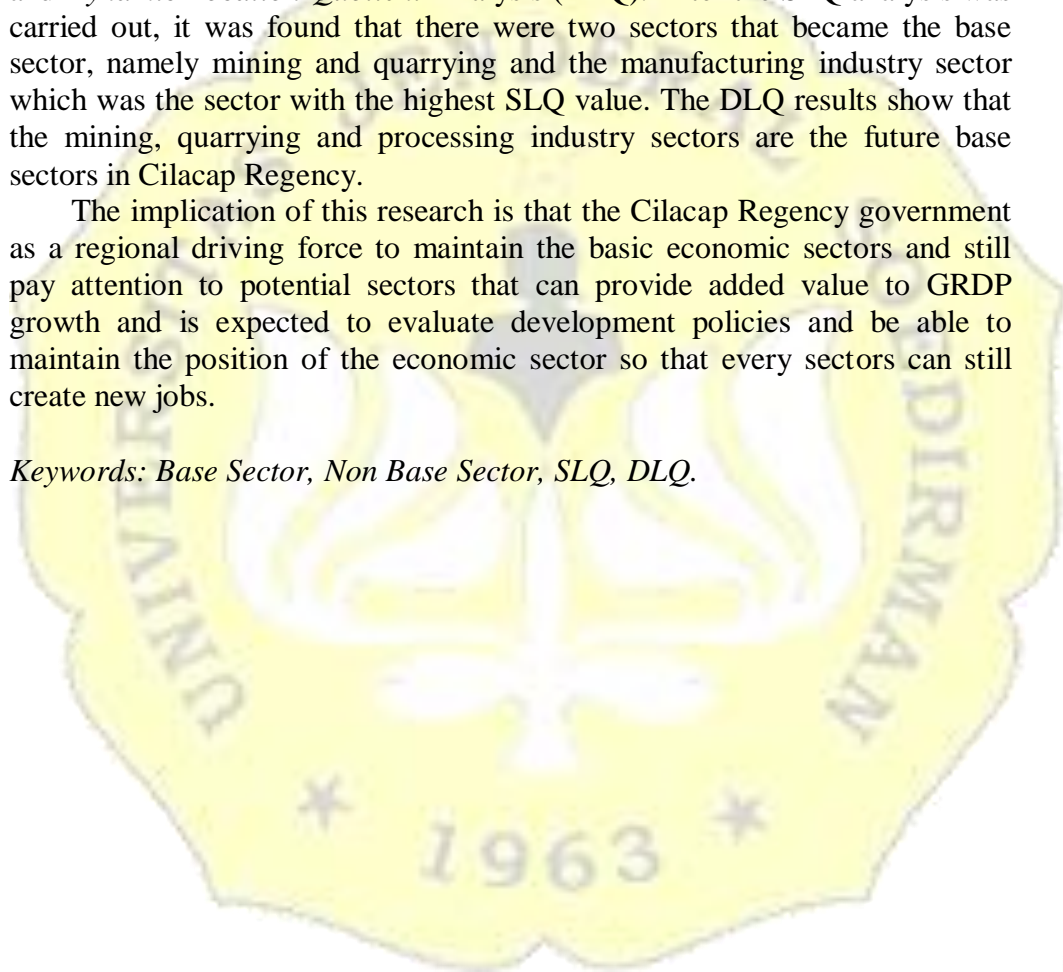 carried out, it was found that there were two sectors that became the base
sector, namely mining and quarrying and the manufacturing industry sector
which was the sector with the highest SLQ value. The DLQ results show that
the mining, quarrying and processing industry sectors are the future base
sectors in Cilacap Regency.
The implication of this research is that the Cilacap Regency government
as a regional driving force to maintain the basic economic sectors and still
pay attention to potential sectors that can provide added value to GRDP
growth and is expected to evaluate development policies and be able to
maintain the position of the economic sector so that every sectors can still
create new jobs.
Keywords: Base Sector, Non Base Sector, SLQ, DLQ.
UNIVERSITAS JENDERAL SOEDIRMAN
1963